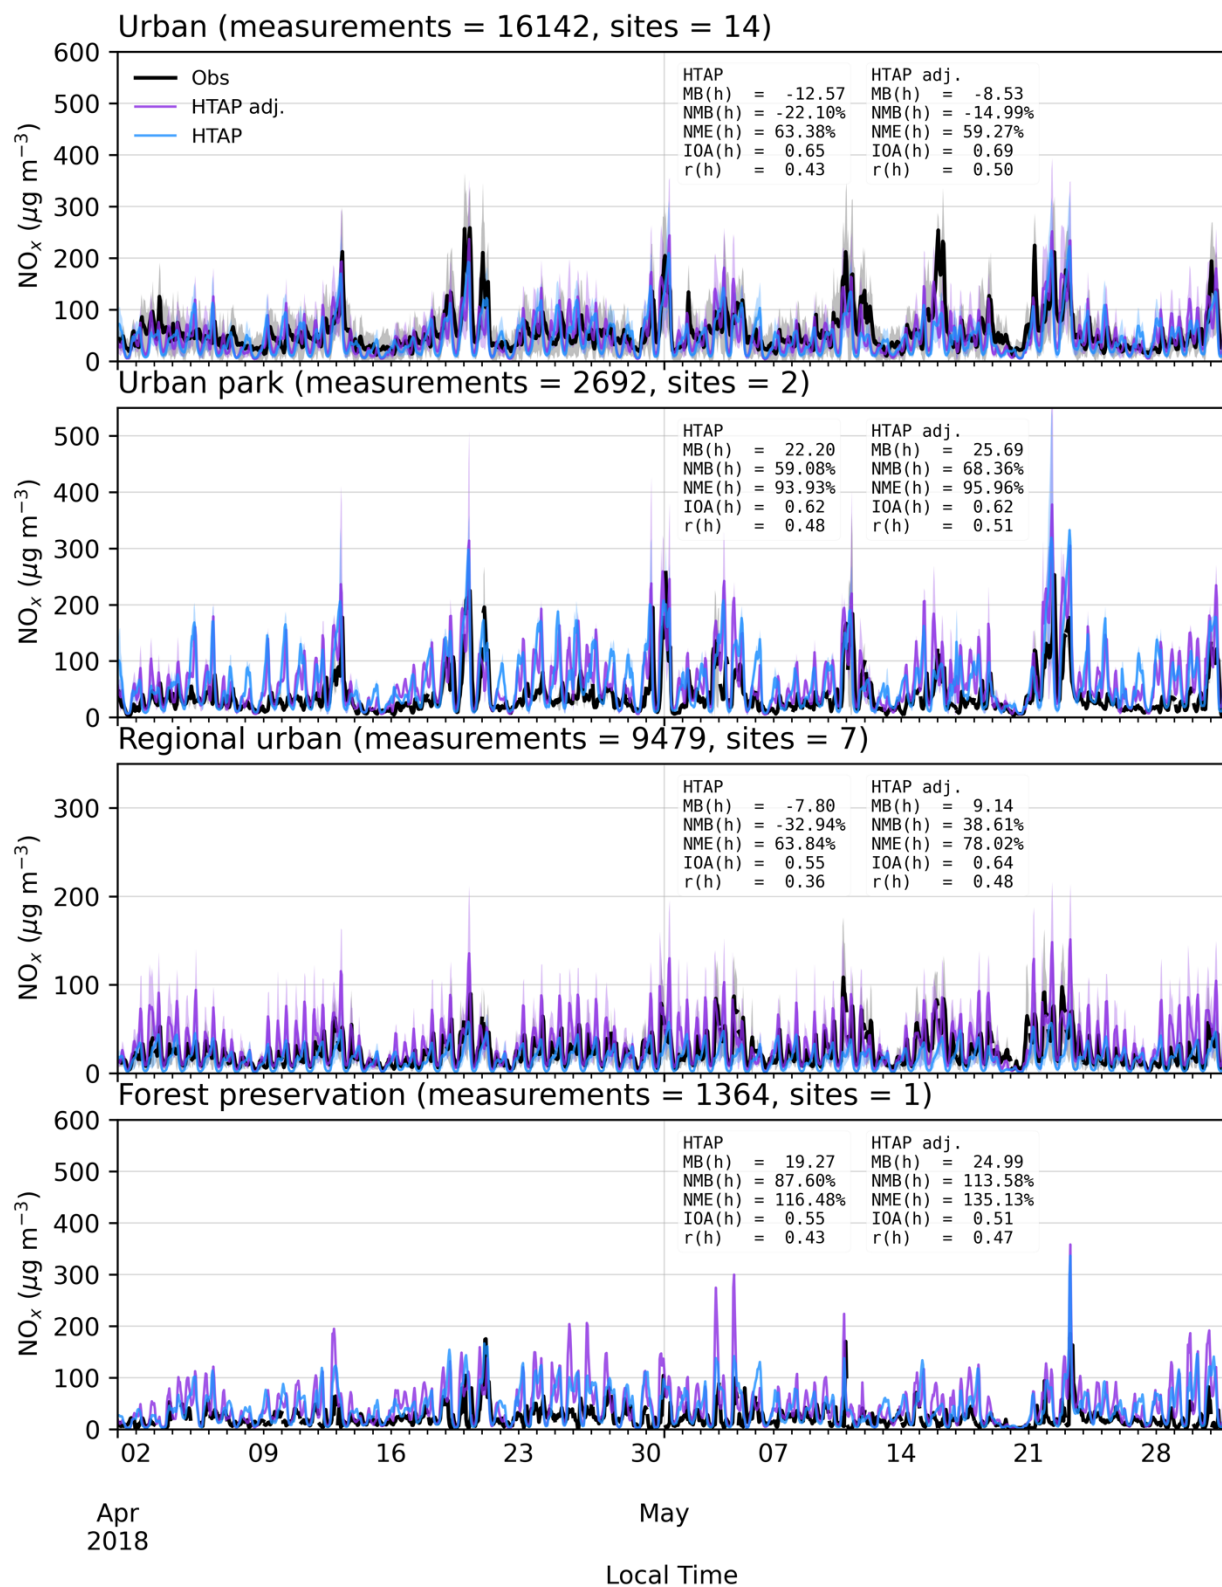 Urban (measurements = 16142, sites = 14)
600
500
400
300
200
100
0
NOₓ (μg m⁻³)
Obs
HTAP adj.
HTAP
HTAP
MB(h) = -12.57
NMB(h) = -22.10%
NME(h) = 63.38%
IOA(h) = 0.65
r(h) = 0.43
HTAP adj.
MB(h) = -8.53
NMB(h) = -14.99%
NME(h) = 59.27%
IOA(h) = 0.69
r(h) = 0.50
Urban park (measurements = 2692, sites = 2)
500
400
300
200
100
0
NOₓ (μg m⁻³)
HTAP
MB(h) = 22.20
NMB(h) = 59.08%
NME(h) = 93.93%
IOA(h) = 0.62
r(h) = 0.48
HTAP adj.
MB(h) = 25.69
NMB(h) = 68.36%
NME(h) = 95.96%
IOA(h) = 0.62
r(h) = 0.51
Regional urban (measurements = 9479, sites = 7)
300
200
100
0
NOₓ (μg m⁻³)
HTAP
MB(h) = -7.80
NMB(h) = -32.94%
NME(h) = 63.84%
IOA(h) = 0.55
r(h) = 0.36
HTAP adj.
MB(h) = 9.14
NMB(h) = 38.61%
NME(h) = 78.02%
IOA(h) = 0.64
r(h) = 0.48
Forest preservation (measurements = 1364, sites = 1)
600
500
400
300
200
100
0
NOₓ (μg m⁻³)
HTAP
MB(h) = 19.27
NMB(h) = 87.60%
NME(h) = 116.48%
IOA(h) = 0.55
r(h) = 0.43
HTAP adj.
MB(h) = 24.99
NMB(h) = 113.58%
NME(h) = 135.13%
IOA(h) = 0.51
r(h) = 0.47
02 09 16 23 30 07 14 21 28
Apr May
2018
Local Time